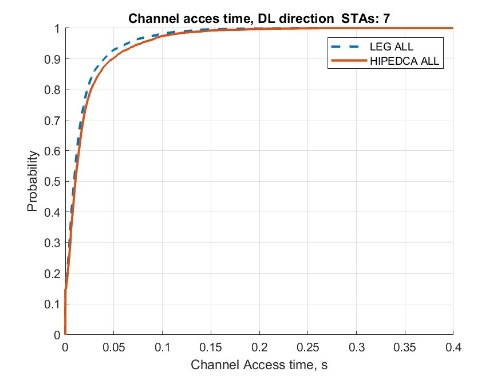 Channel acces time, DL direction  STAs: 7
LEG ALL
HIPEDCA ALL
Probability
1
0.9
0.8
0.7
0.6
0.5
0.4
0.3
0.2
0.1
0
0 0.05 0.1 0.15 0.2 0.25 0.3 0.35 0.4
Channel Access time, s